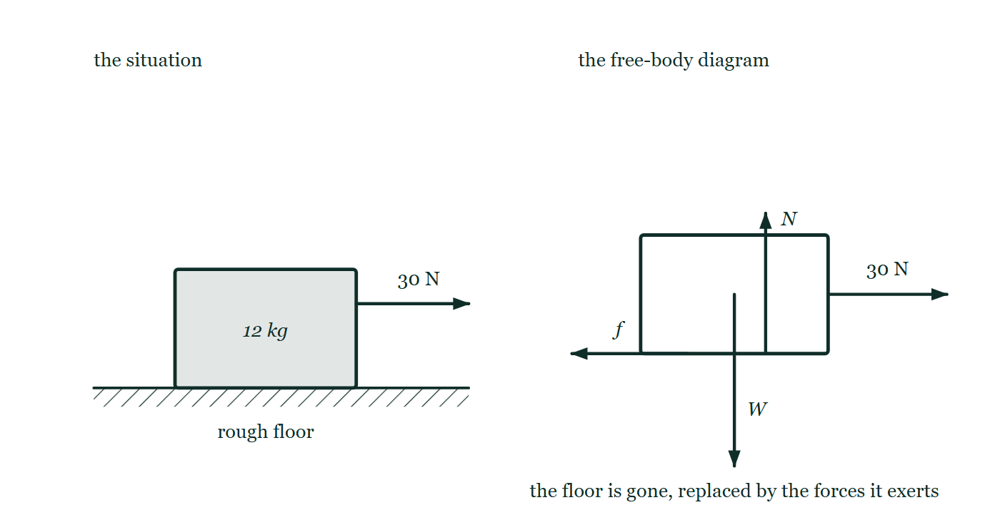 the situation
the free-body diagram
12 kg
30 N
rough floor
N
30 N
f
W
the floor is gone, replaced by the forces it exerts